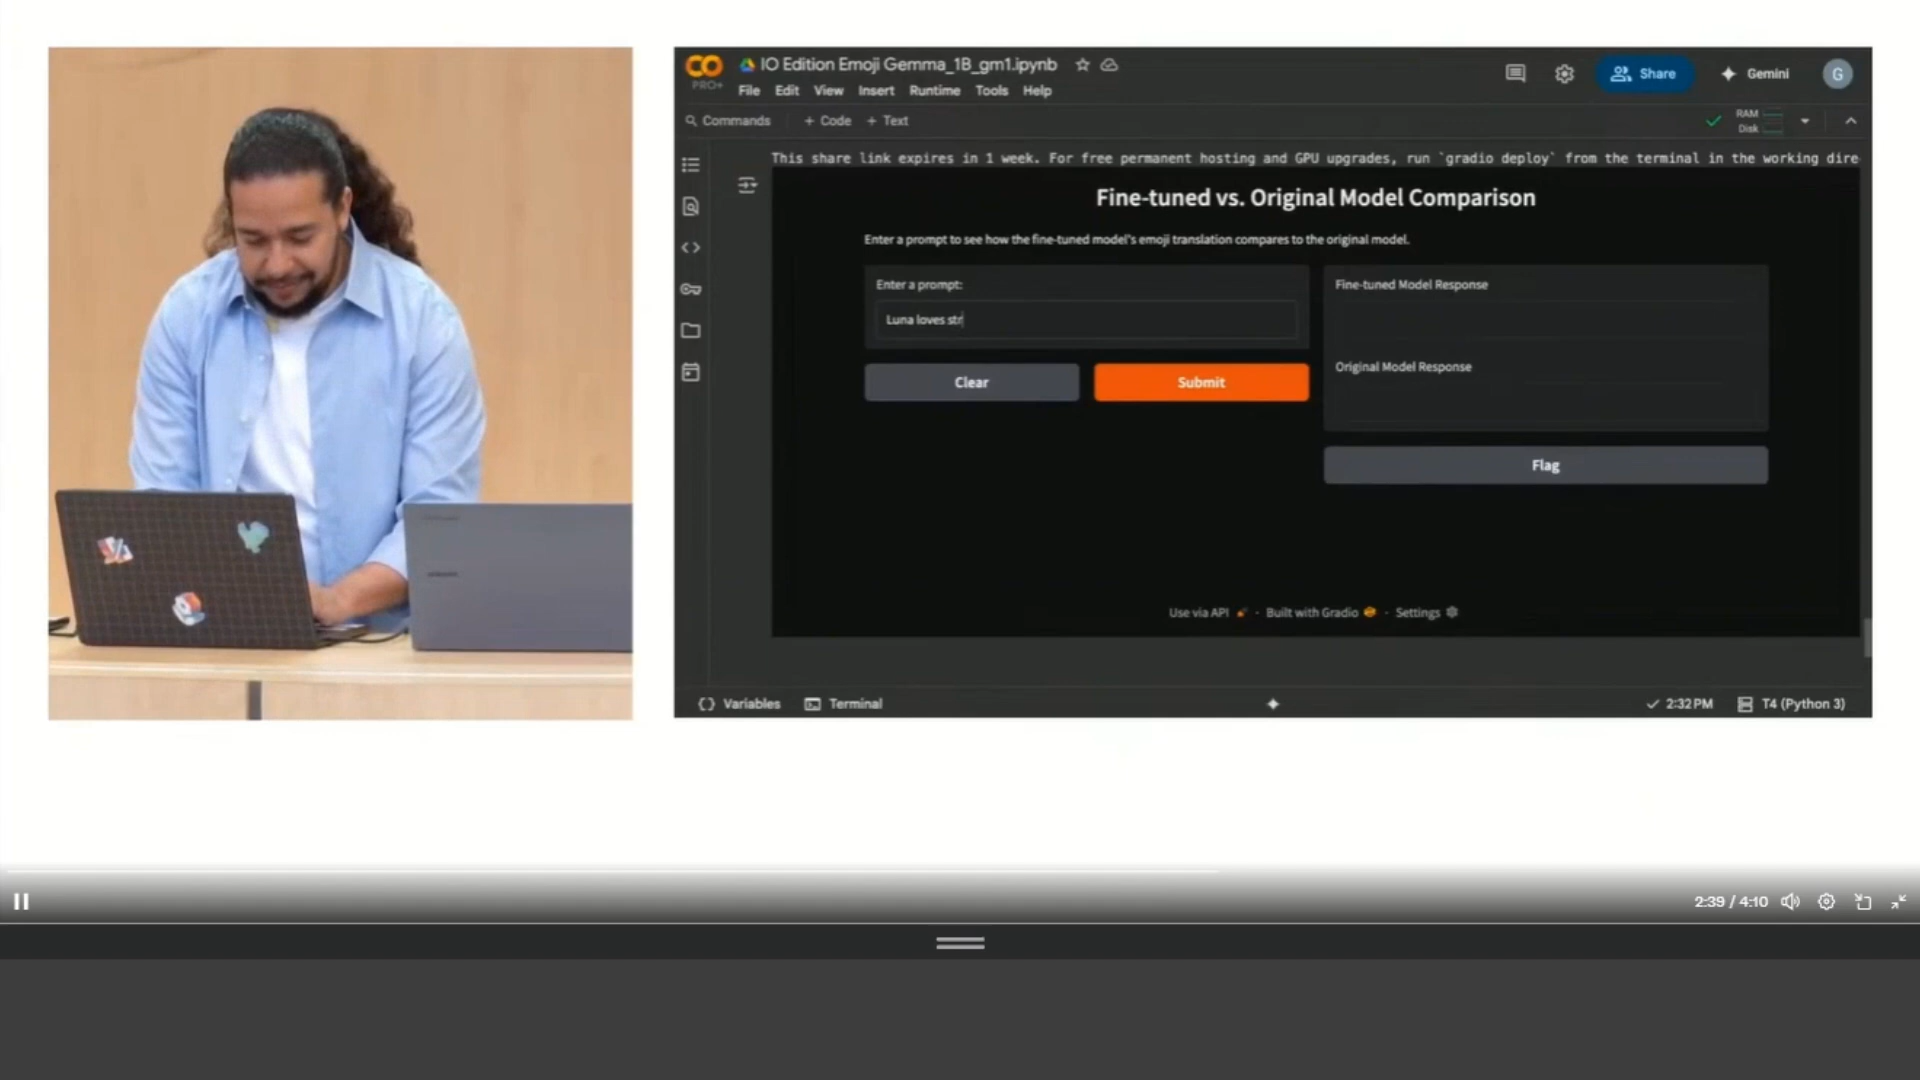 CO
PRO+
IO Edition Emoji Gemma_1B_gm1.ipynb
File Edit View Insert Runtime Tools Help
Share
Gemini
G
Commands + Code + Text
RAM
Disk
This share link expires in 1 week. For free permanent hosting and GPU upgrades, run `gradio deploy` from the terminal in the working dire
Fine-tuned vs. Original Model Comparison
Enter a prompt to see how the fine-tuned model's emoji translation compares to the original model.
Enter a prompt:
Luna loves str
Clear
Submit
Fine-tuned Model Response
Original Model Response
Flag
Use via API · Built with Gradio · Settings
Variables
Terminal
2:32 PM
T4 (Python 3)
2:39 / 4:10